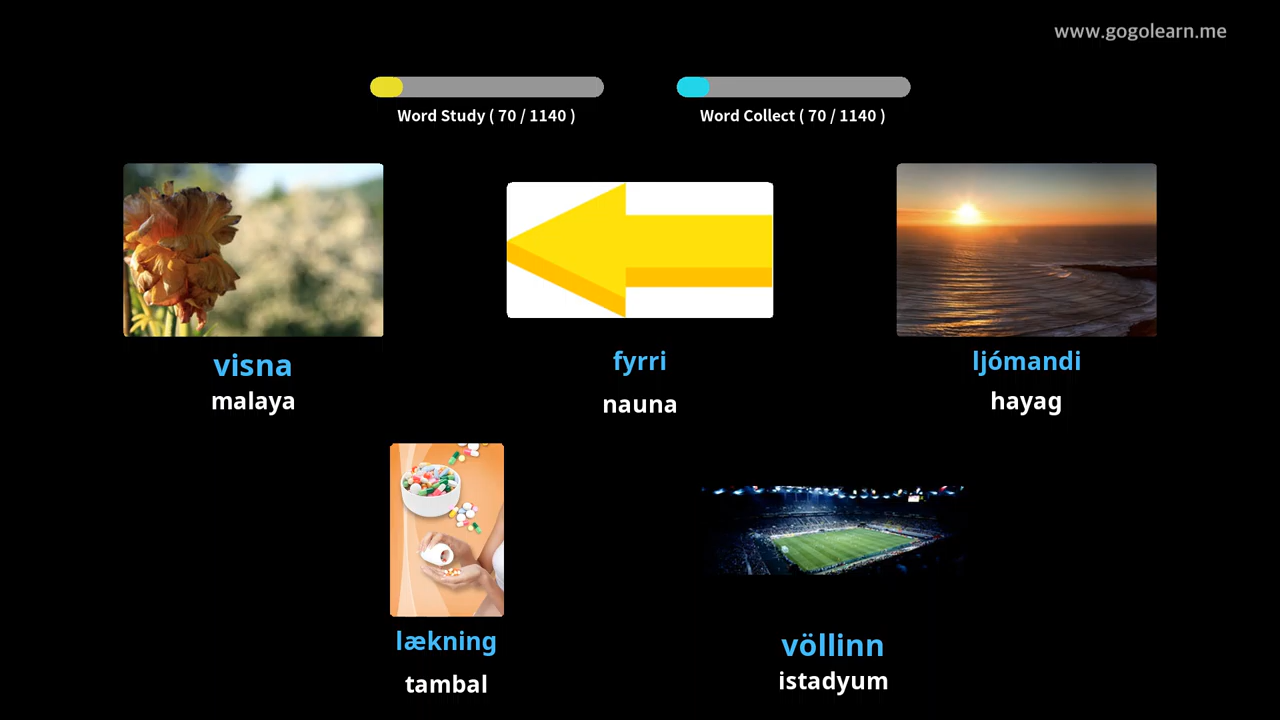 www.gogolearn.me
Word Study ( 70 / 1140 )
Word Collect ( 70 / 1140 )
visna
malaya
fyrri
nauna
ljómandi
hayag
lækning
tambal
völlinn
istadyum